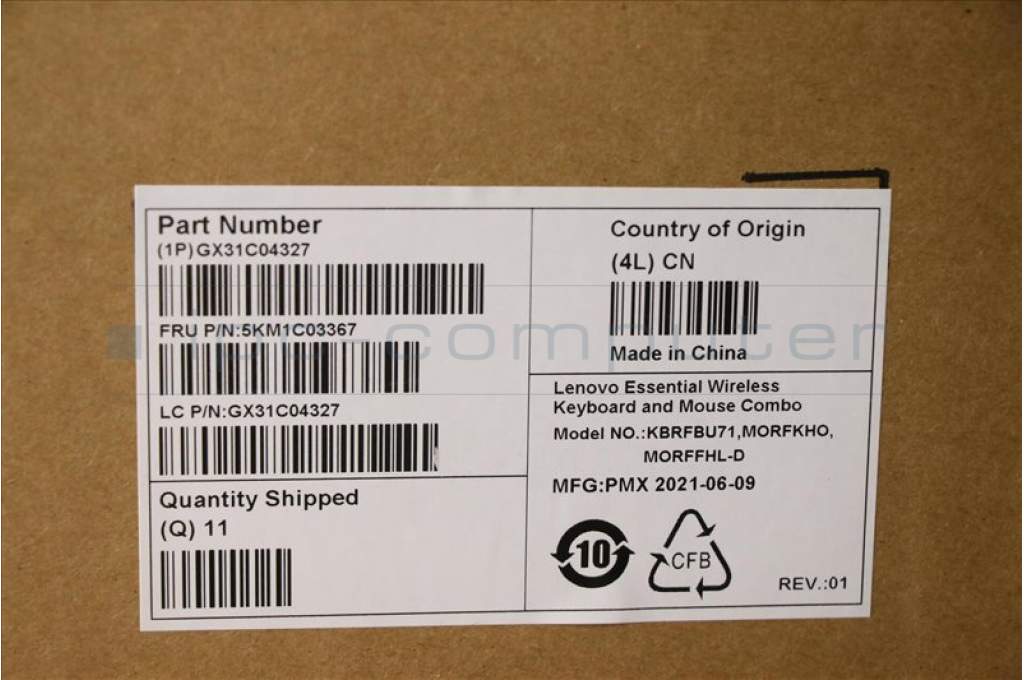 Part Number
(1P)GX31C04327
FRU P/N:5KM1C03367
LC P/N:GX31C04327
Quantity Shipped
(Q) 11
Country of Origin
(4L) CN
Made in China
Lenovo Essential Wireless
Keyboard and Mouse Combo
Model NO.:KBRFBU71,MORFKHO,
MORFFHL-D
MFG:PMX 2021-06-09
10
CFB
REV.:01
ipc-computer